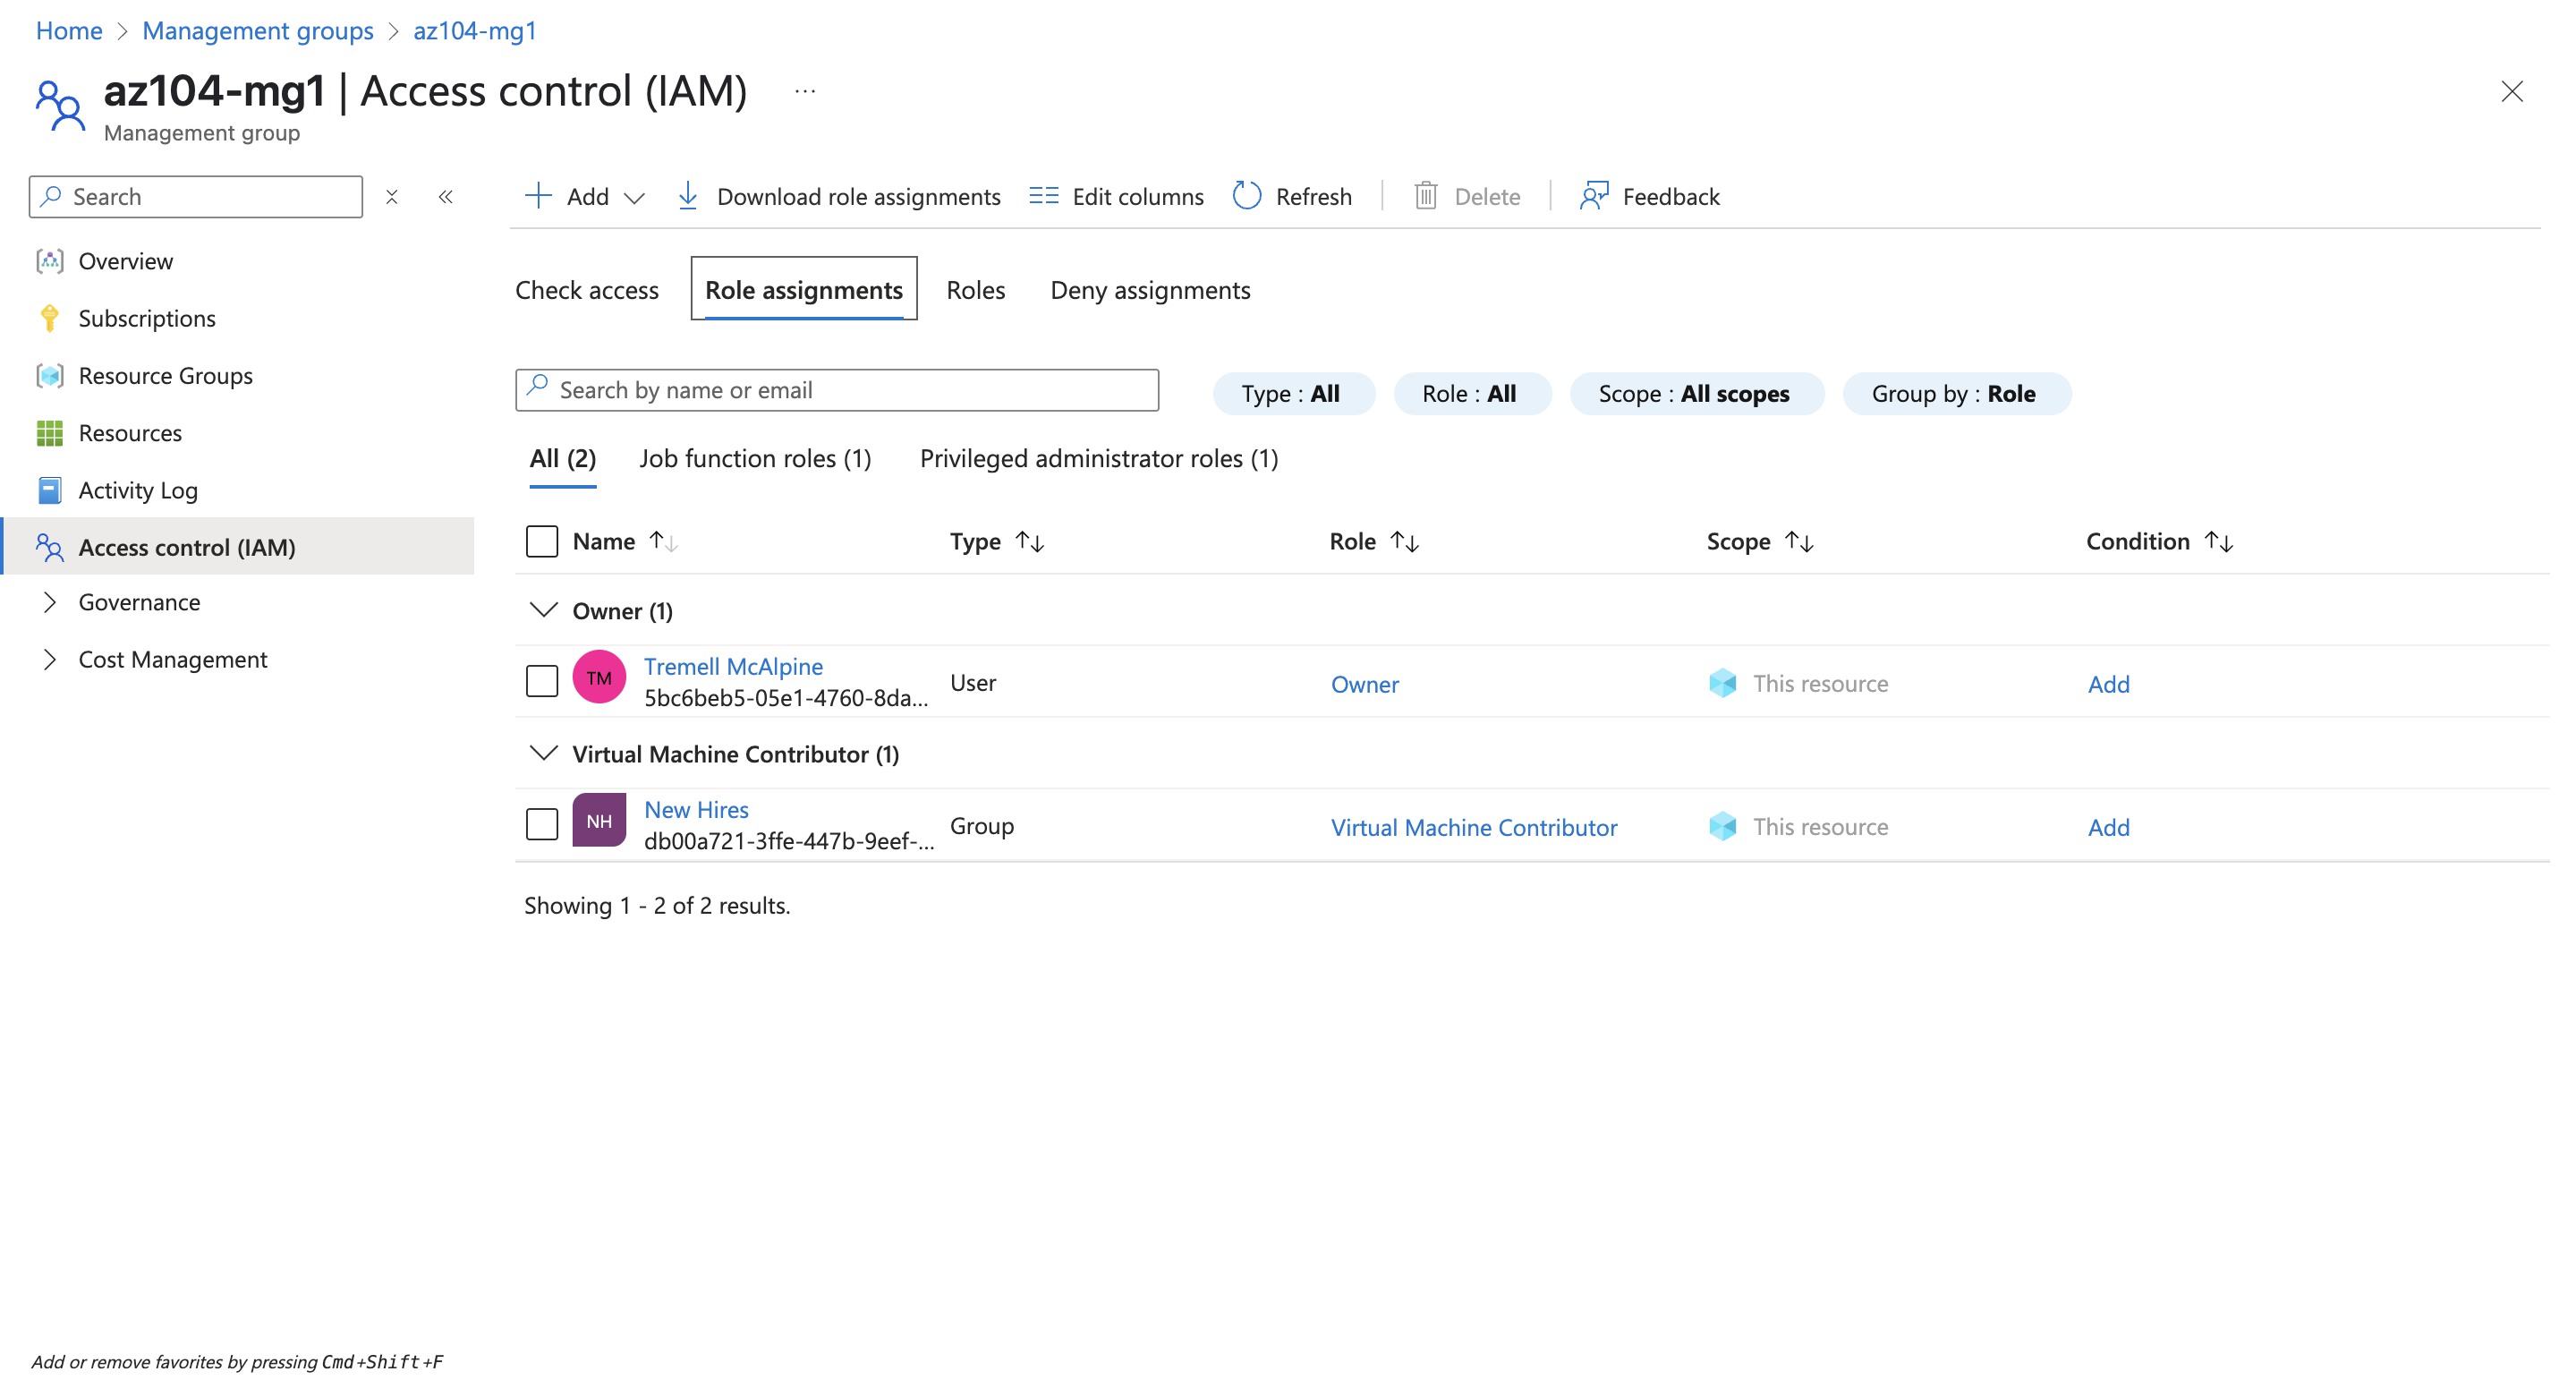 Home > Management groups > az104-mg1
az104-mg1 | Access control (IAM) ...
Management group
Search
Add
Download role assignments
Edit columns
Refresh
Delete
Feedback
Overview
Subscriptions
Resource Groups
Resources
Activity Log
Access control (IAM)
Governance
Cost Management
Check access
Role assignments
Roles
Deny assignments
Search by name or email
Type : All
Role : All
Scope : All scopes
Group by : Role
All (2)
Job function roles (1)
Privileged administrator roles (1)
Name
Type
Role
Scope
Condition
Owner (1)
TM
Tremell McAlpine
5bc6beb5-05e1-4760-8da...
User
Owner
This resource
Add
Virtual Machine Contributor (1)
NH
New Hires
db00a721-3ffe-447b-9eef-...
Group
Virtual Machine Contributor
This resource
Add
Showing 1 - 2 of 2 results.
Add or remove favorites by pressing Cmd+Shift+F